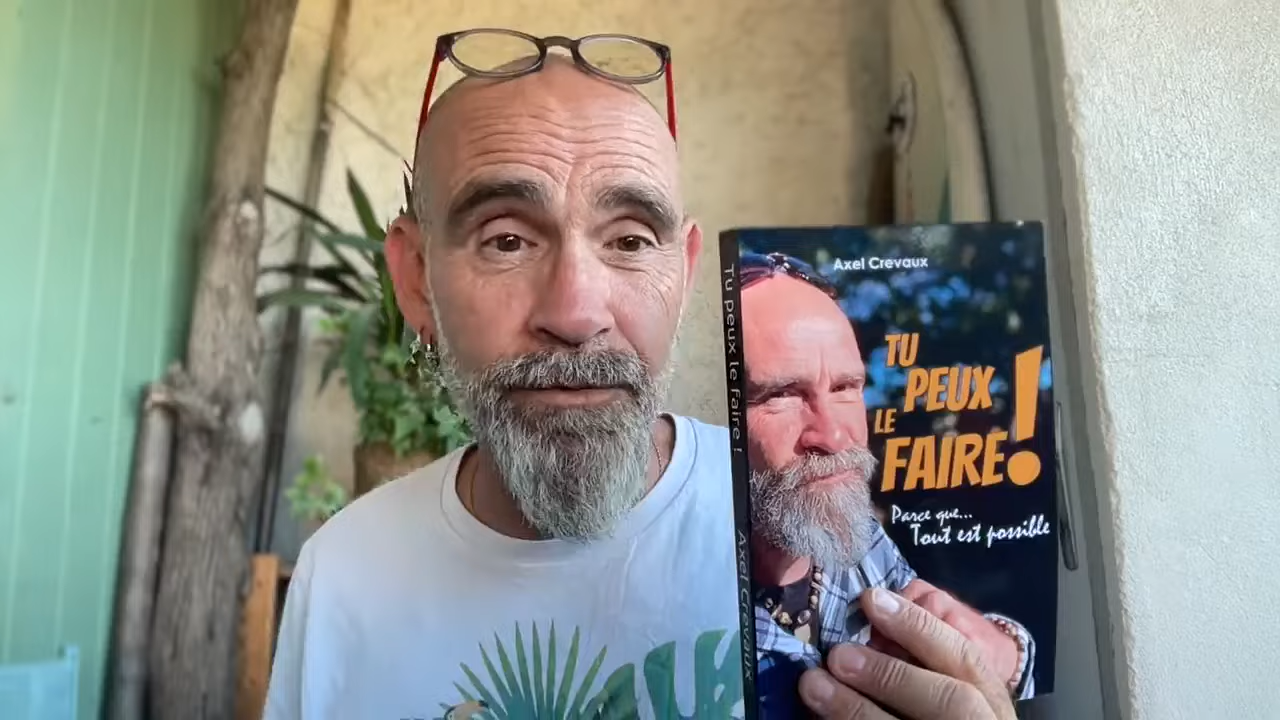 Tu peux le faire !
Axel Crevaux
Axel Crevaux
TU
PEUX
LE
FAIRE!
Parce que...
Tout est possible